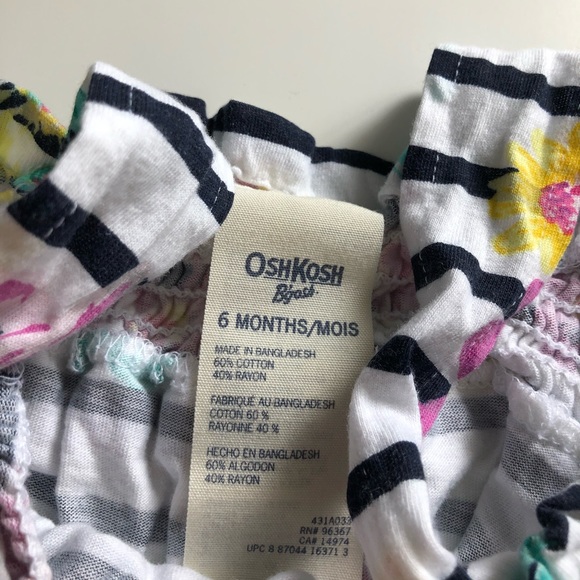 OSHKOSH
B'gosh
6 MONTHS/MOIS
MADE IN BANGLADESH
60% COTTON
40% RAYON
FABRIQUÉ AU BANGLADESH
COTON 60 %
RAYONNE 40 %
HECHO EN BANGLADESH
60% ALGODON
40% RAYON
431A033
RN# 96367
CA# 14974
UPC 8 87044 16371 3